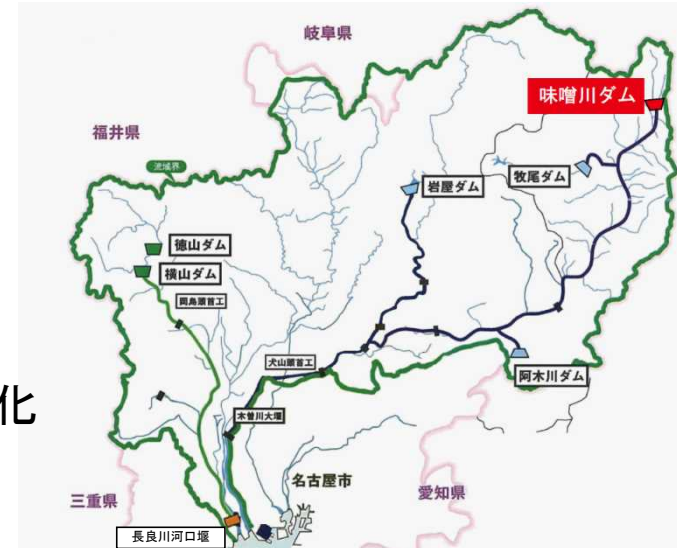 岐阜県
味噌川ダム
福井県
流域界
岩屋ダム
牧尾ダム
徳山ダム
横山ダム
岡島頭首工
犬山頭首工
阿木川ダム
化
木曽川大堰
名古屋市
三重県
愛知県
長良川河口堰